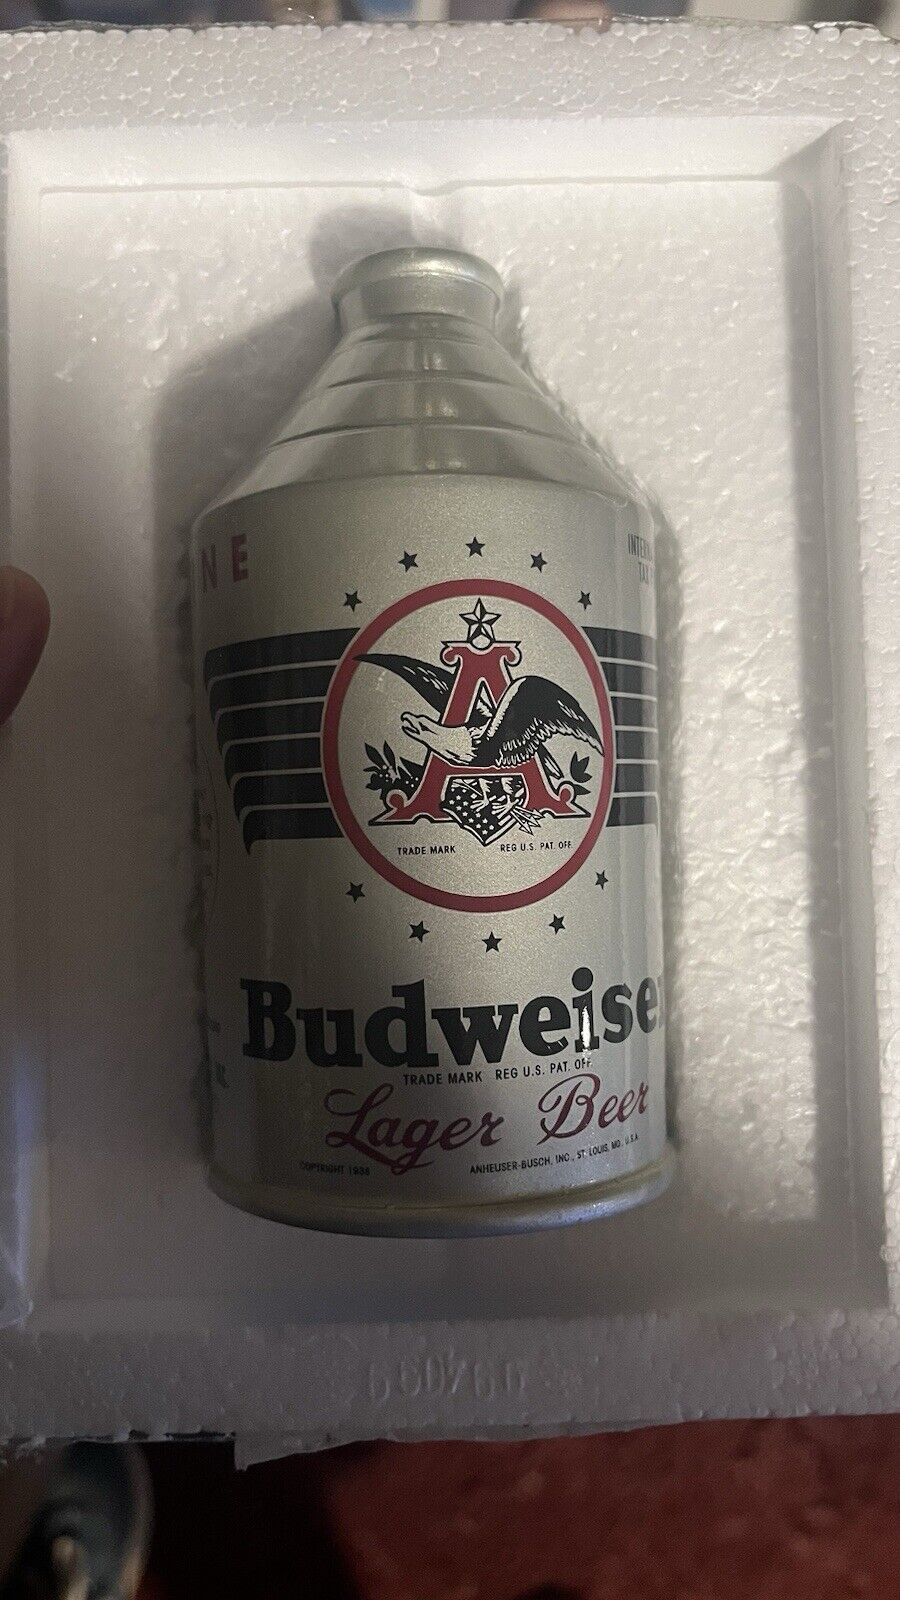 NE
INTERN
TAX
A
TRADE MARK REG U.S. PAT. OFF.
Budweiser
TRADE MARK REG U.S. PAT. OFF.
Lager Beer
COPYRIGHT 1936 ANHEUSER-BUSCH, INC., ST. LOUIS, MO., U.S.A.